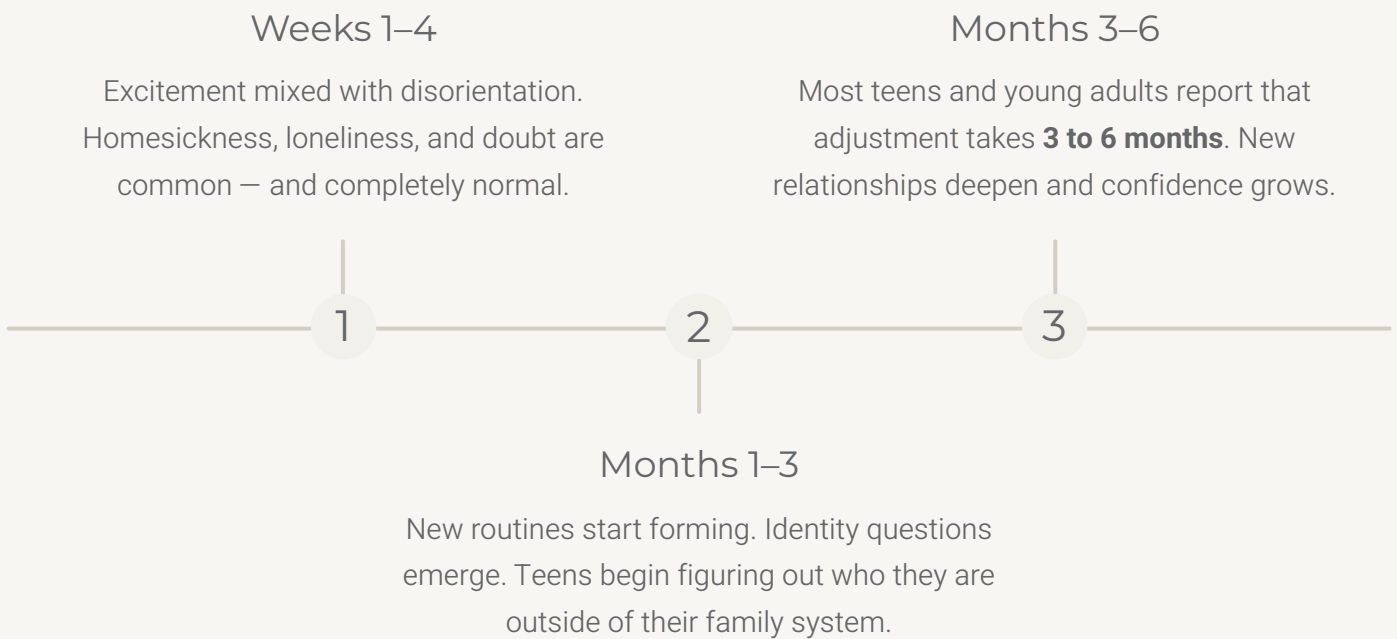 Weeks 1–4
Excitement mixed with disorientation.
Homesickness, loneliness, and doubt are
common — and completely normal.
Months 3–6
Most teens and young adults report that
adjustment takes 3 to 6 months. New
relationships deepen and confidence grows.
1
2
3
Months 1–3
New routines start forming. Identity questions
emerge. Teens begin figuring out who they are
outside of their family system.